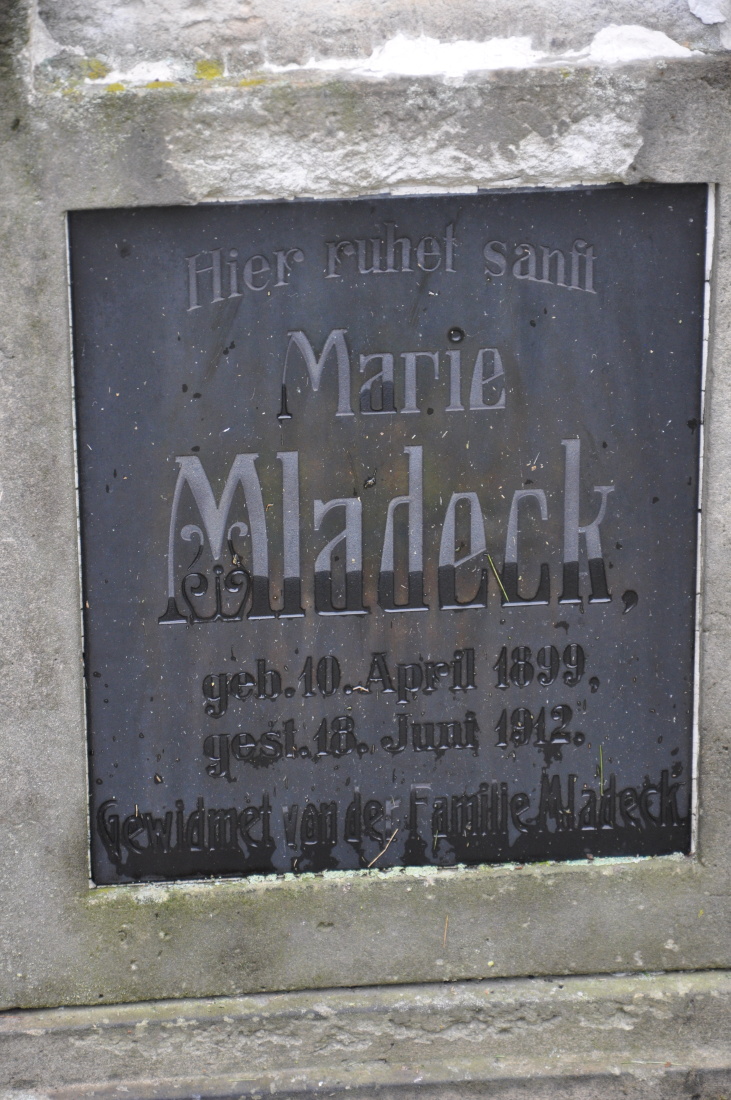 Hier ruhet sanft
Marie
Mladeck,
geb. 10. April 1899,
gest. 18. Juni 1912.
Gewidmet von der Familie Mladeck.